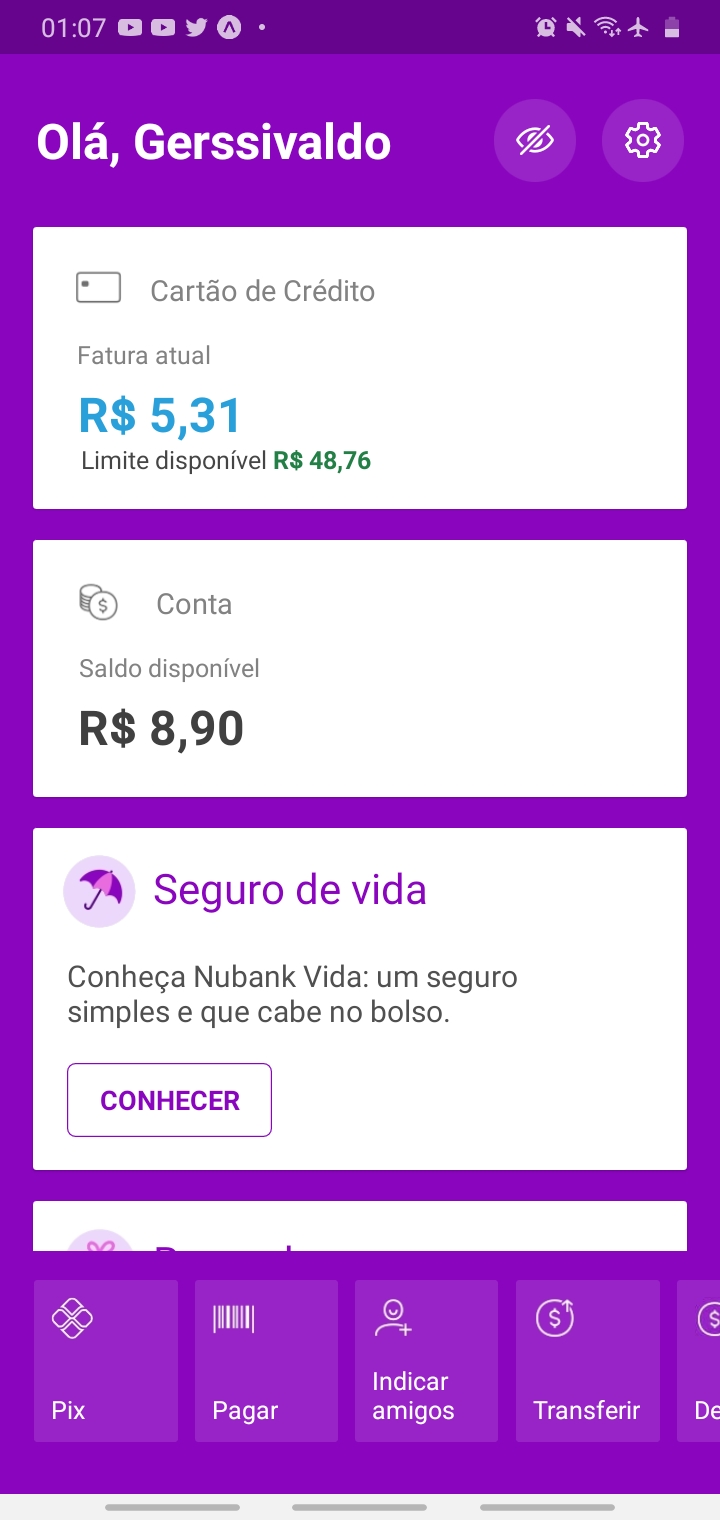 01:07
Olá, Gerssivaldo
Cartão de Crédito
Fatura atual
R$ 5,31
Limite disponível R$ 48,76
Conta
Saldo disponível
R$ 8,90
Seguro de vida
Conheça Nubank Vida: um seguro
simples e que cabe no bolso.
CONHECER
Pix
Pagar
Indicar
amigos
Transferir
De